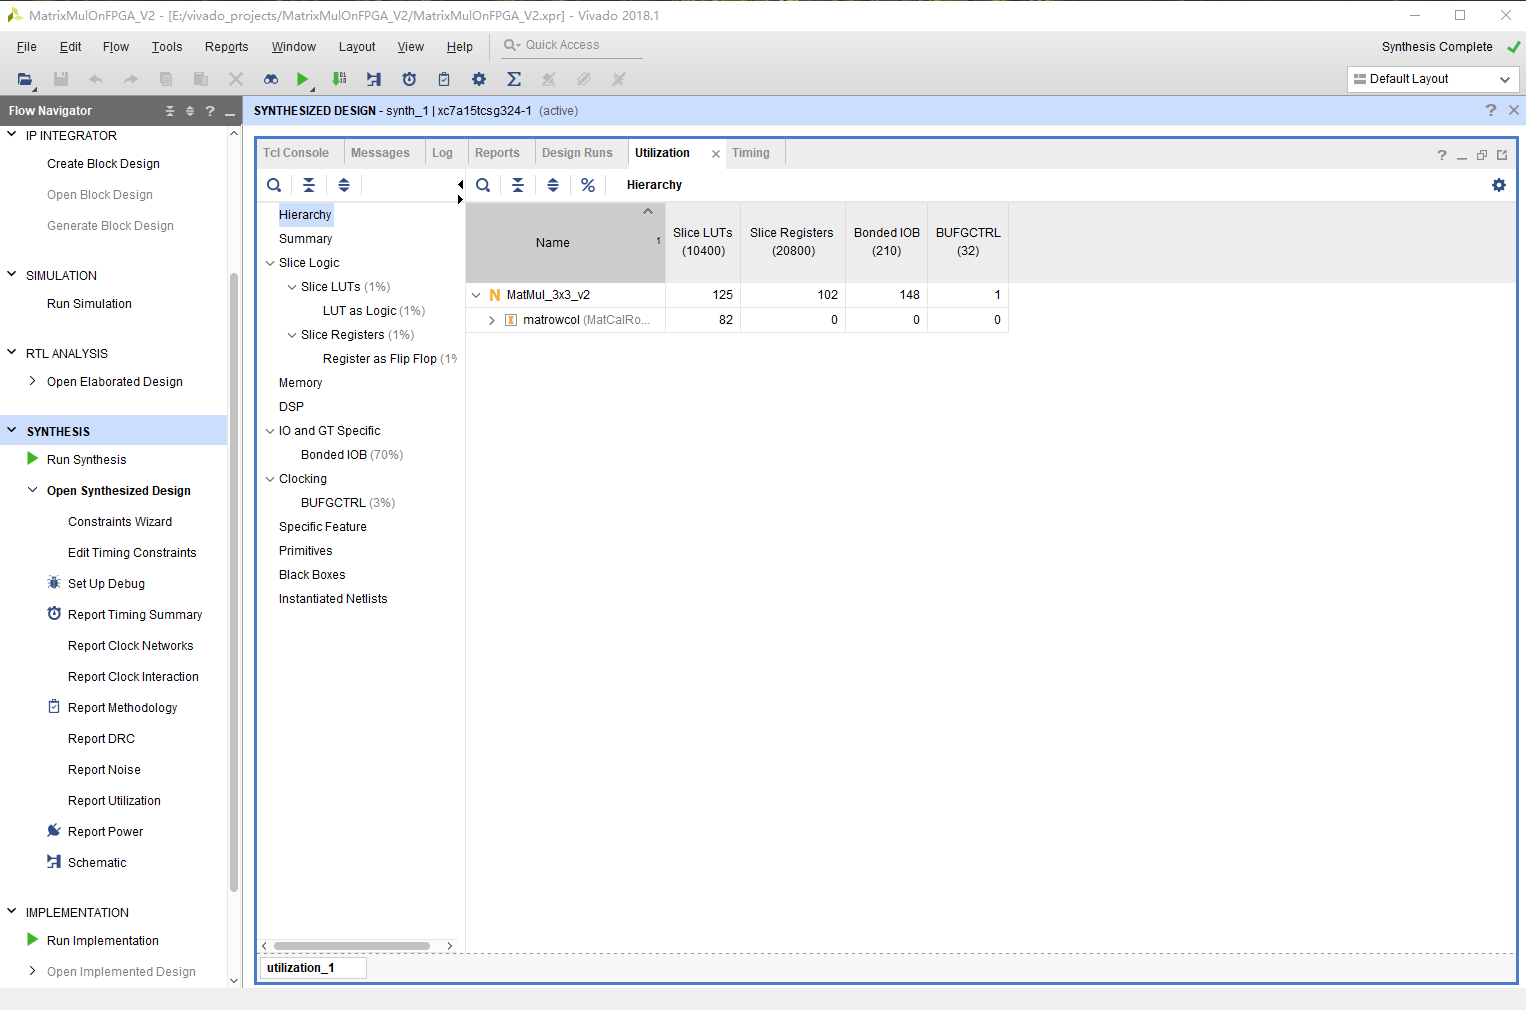 MatrixMulOnFPGA_V2 - [E:/vivado_projects/MatrixMulOnFPGA_V2/MatrixMulOnFPGA_V2.xpr] - Vivado 2018.1
File Edit Flow Tools Reports Window Layout View Help Quick Access Synthesis Complete
Default Layout
Flow Navigator
SYNTHESIZED DESIGN - synth_1 | xc7a15tcsg324-1 (active)
IP INTEGRATOR
Create Block Design
Open Block Design
Generate Block Design
SIMULATION
Run Simulation
RTL ANALYSIS
Open Elaborated Design
SYNTHESIS
Run Synthesis
Open Synthesized Design
Constraints Wizard
Edit Timing Constraints
Set Up Debug
Report Timing Summary
Report Clock Networks
Report Clock Interaction
Report Methodology
Report DRC
Report Noise
Report Utilization
Report Power
Schematic
IMPLEMENTATION
Run Implementation
Open Implemented Design
Tcl Console Messages Log Reports Design Runs Utilization Timing
Hierarchy
Hierarchy
Summary
Slice Logic
Slice LUTs (1%)
LUT as Logic (1%)
Slice Registers (1%)
Register as Flip Flop (1%
Memory
DSP
IO and GT Specific
Bonded IOB (70%)
Clocking
BUFGCTRL (3%)
Specific Feature
Primitives
Black Boxes
Instantiated Netlists
Name 1 Slice LUTs (10400) Slice Registers (20800) Bonded IOB (210) BUFGCTRL (32)
N MatMul_3x3_v2 125 102 148 1
I matrowcol (MatCalRo... 82 0 0 0
utilization_1